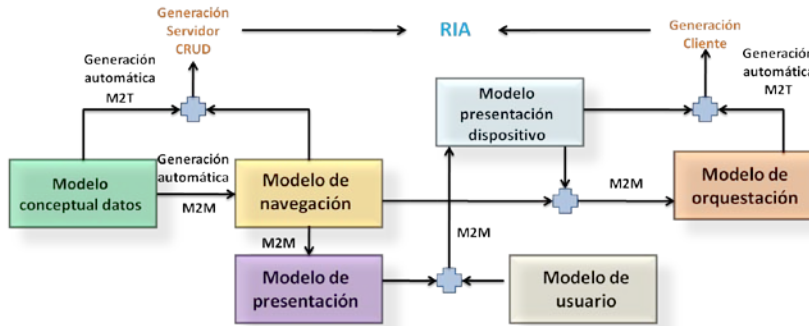 Generación
Servidor
CRUD
RIA
Generación
Cliente
Generación
automática
M2T
Generación
automática
M2T
Modelo
presentación
dispositivo
Modelo
conceptual datos
Generación
automática
M2M
Modelo de
navegación
M2M
Modelo de
orquestación
M2M
M2M
Modelo de
presentación
Modelo de
usuario